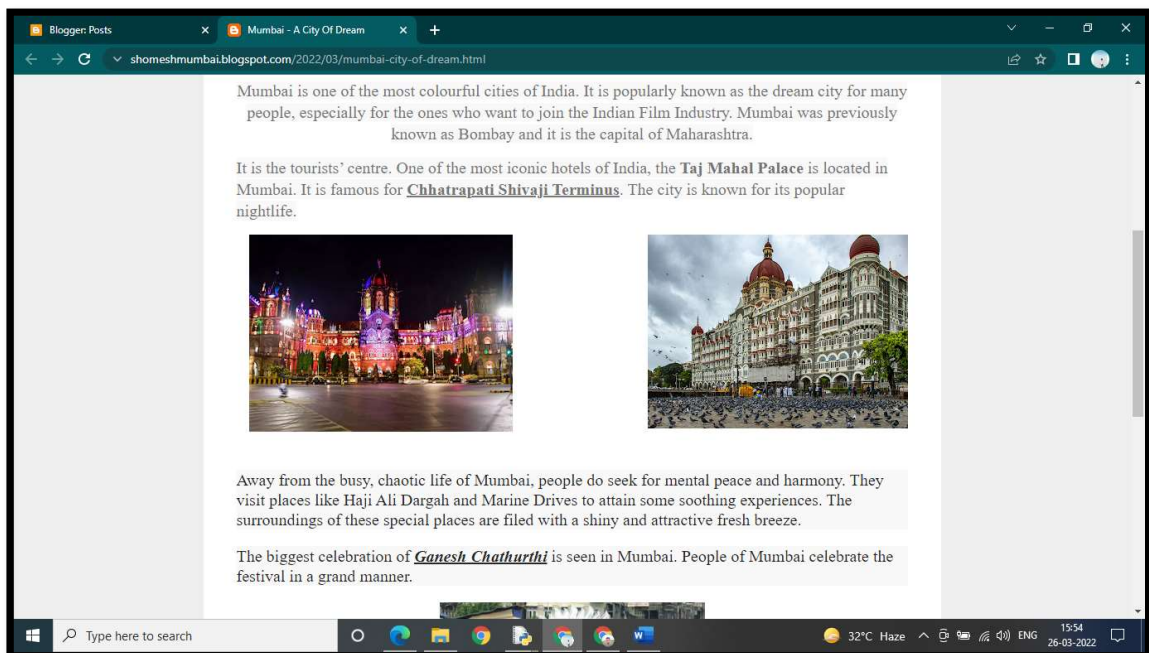 Blogger: Posts
Mumbai - A City Of Dream
shomeshmumbai.blogspot.com/2022/03/mumbai-city-of-dream.html
Mumbai is one of the most colourful cities of India. It is popularly known as the dream city for many
people, especially for the ones who want to join the Indian Film Industry. Mumbai was previously
known as Bombay and it is the capital of Maharashtra.
It is the tourists’ centre. One of the most iconic hotels of India, the Taj Mahal Palace is located in
Mumbai. It is famous for Chhatrapati Shivaji Terminus. The city is known for its popular
nightlife.
Away from the busy, chaotic life of Mumbai, people do seek for mental peace and harmony. They
visit places like Haji Ali Dargah and Marine Drives to attain some soothing experiences. The
surroundings of these special places are filed with a shiny and attractive fresh breeze.
The biggest celebration of Ganesh Chathurthi is seen in Mumbai. People of Mumbai celebrate the
festival in a grand manner.
Type here to search
32°C Haze
ENG
15:54
26-03-2022